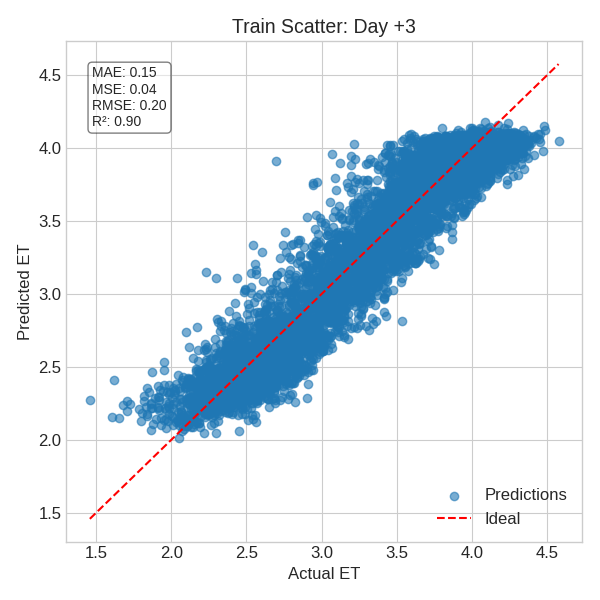 Train Scatter: Day +3
MAE: 0.15
MSE: 0.04
RMSE: 0.20
R²: 0.90
Predicted ET
4.5
4.0
3.5
3.0
2.5
2.0
1.5
Predictions
Ideal
1.5 2.0 2.5 3.0 3.5 4.0 4.5
Actual ET